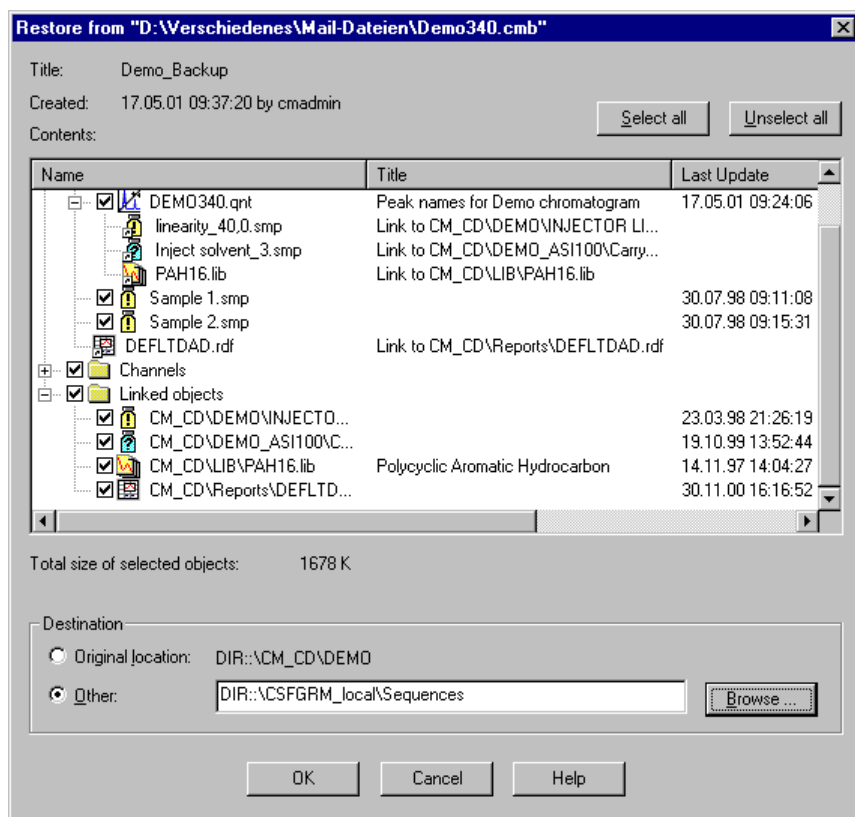 Restore from "D:\Verschiedenes\Mail-Dateien\Demo340.cmb"
Title: Demo_Backup
Created: 17.05.01 09:37:20 by cmadmin
Select all Unselect all
Contents:
Name Title Last Update
DEMO340.qnt Peak names for Demo chromatogram 17.05.01 09:24:06
linearity_40,0.smp Link to CM_CD\DEMO\INJECTOR LI...
Inject solvent_3.smp Link to CM_CD\DEMO_ASI100\Carry...
PAH16.lib Link to CM_CD\LIB\PAH16.lib
Sample 1.smp 30.07.98 09:11:08
Sample 2.smp 30.07.98 09:15:31
DEFLTDAD.rdf Link to CM_CD\Reports\DEFLTDAD.rdf
Channels
Linked objects
CM_CD\DEMO\INJECTO... 23.03.98 21:26:19
CM_CD\DEMO_ASI100\C... 19.10.99 13:52:44
CM_CD\LIB\PAH16.lib Polycyclic Aromatic Hydrocarbon 14.11.97 14:04:27
CM_CD\Reports\DEFLTD... 30.11.00 16:16:52
Total size of selected objects: 1678 K
Destination
Original location: DIR::\CM_CD\DEMO
Other: DIR::\CSFGRM_local\Sequences Browse ...
OK Cancel Help